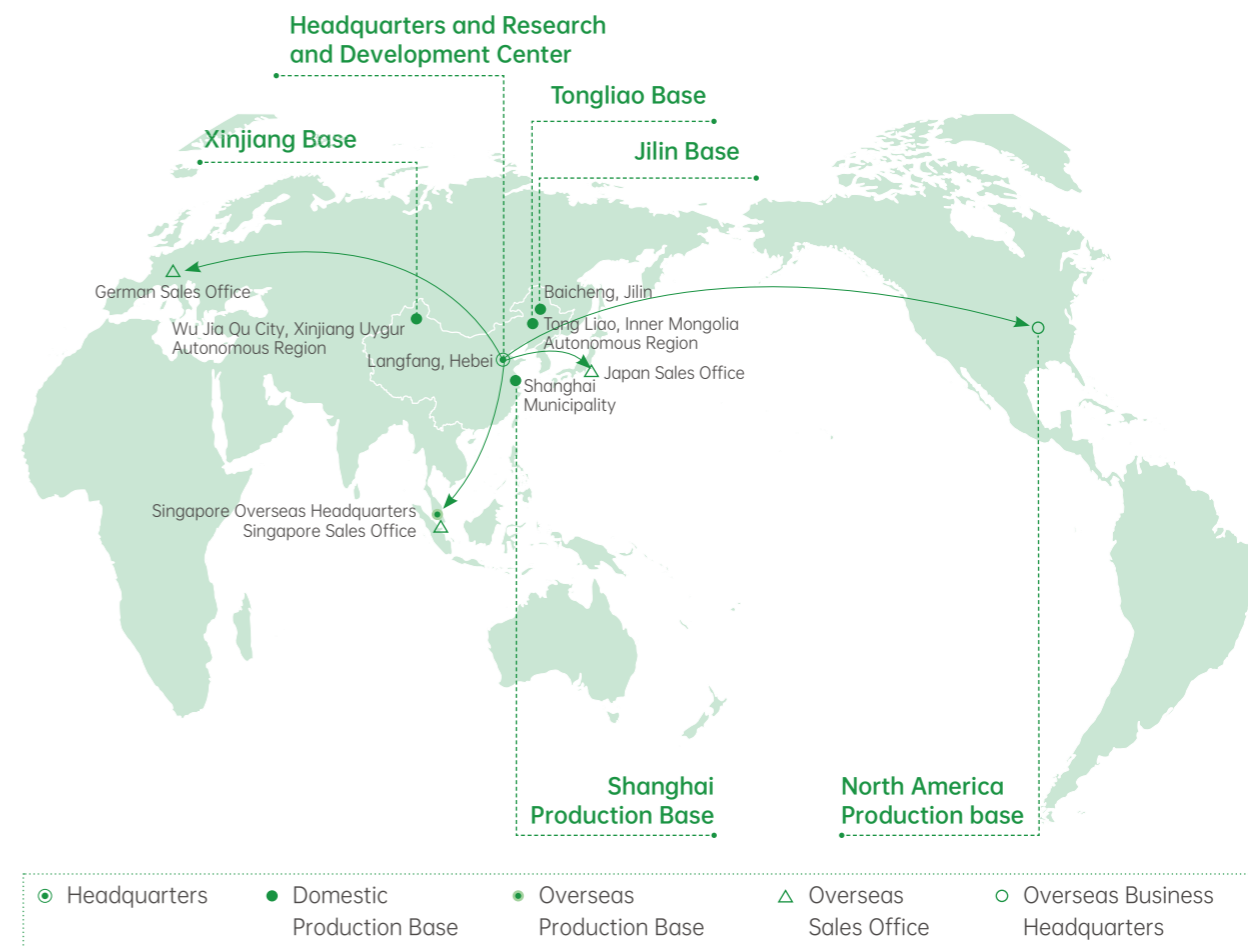 Headquarters and Research
and Development Center
Tongliao Base
Xinjiang Base
Jilin Base
German Sales Office
Baicheng, Jilin
Wu Jia Qu City, Xinjiang Uygur
Autonomous Region
Tong Liao, Inner Mongolia
Autonomous Region
Langfang, Hebei
Japan Sales Office
Shanghai
Municipality
Singapore Overseas Headquarters
Singapore Sales Office
Shanghai
Production Base
North America
Production base
Headquarters
Domestic
Production Base
Overseas
Production Base
Overseas
Sales Office
Overseas Business
Headquarters